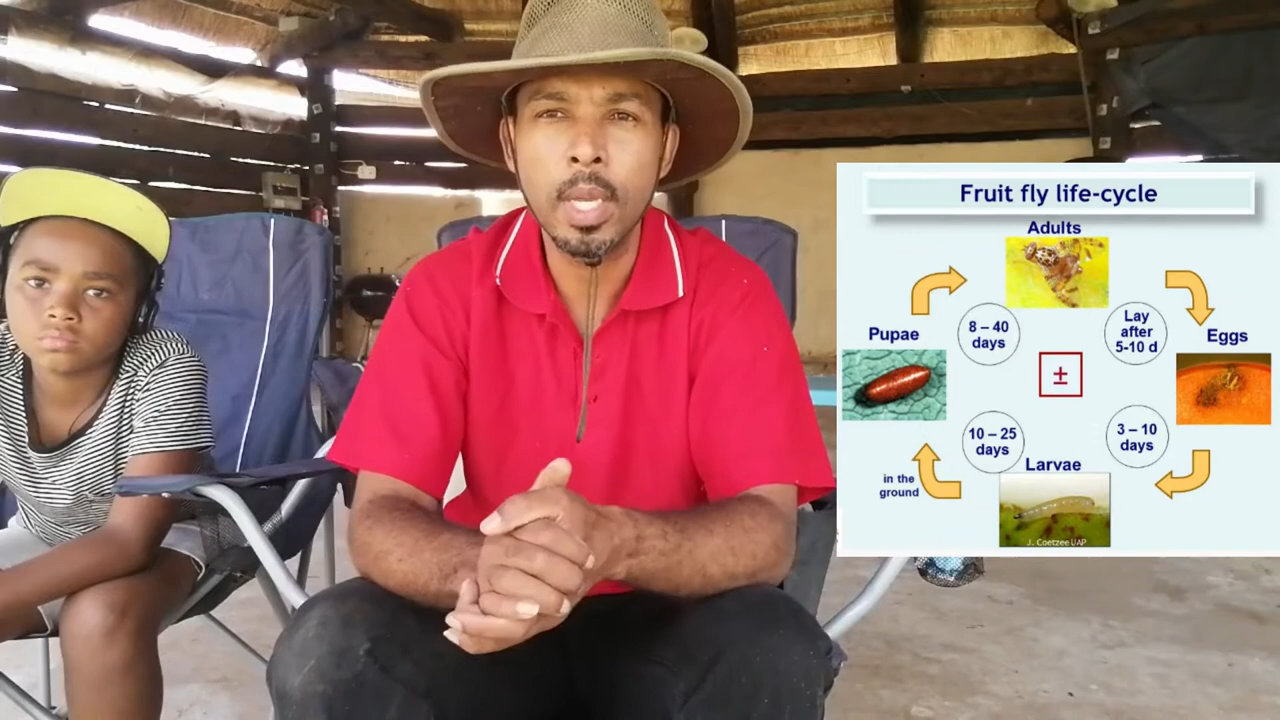 Fruit fly life-cycle
Adults
8 – 40
days
Lay
after
5-10 d
Pupae
Eggs
±
10 – 25
days
3 – 10
days
Larvae
in the
ground
J. Coetzee UAP